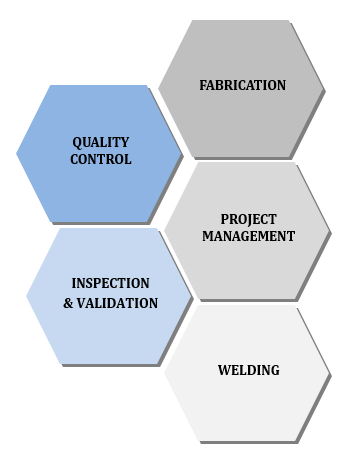 FABRICATION
QUALITY
CONTROL
PROJECT
MANAGEMENT
INSPECTION
& VALIDATION
WELDING